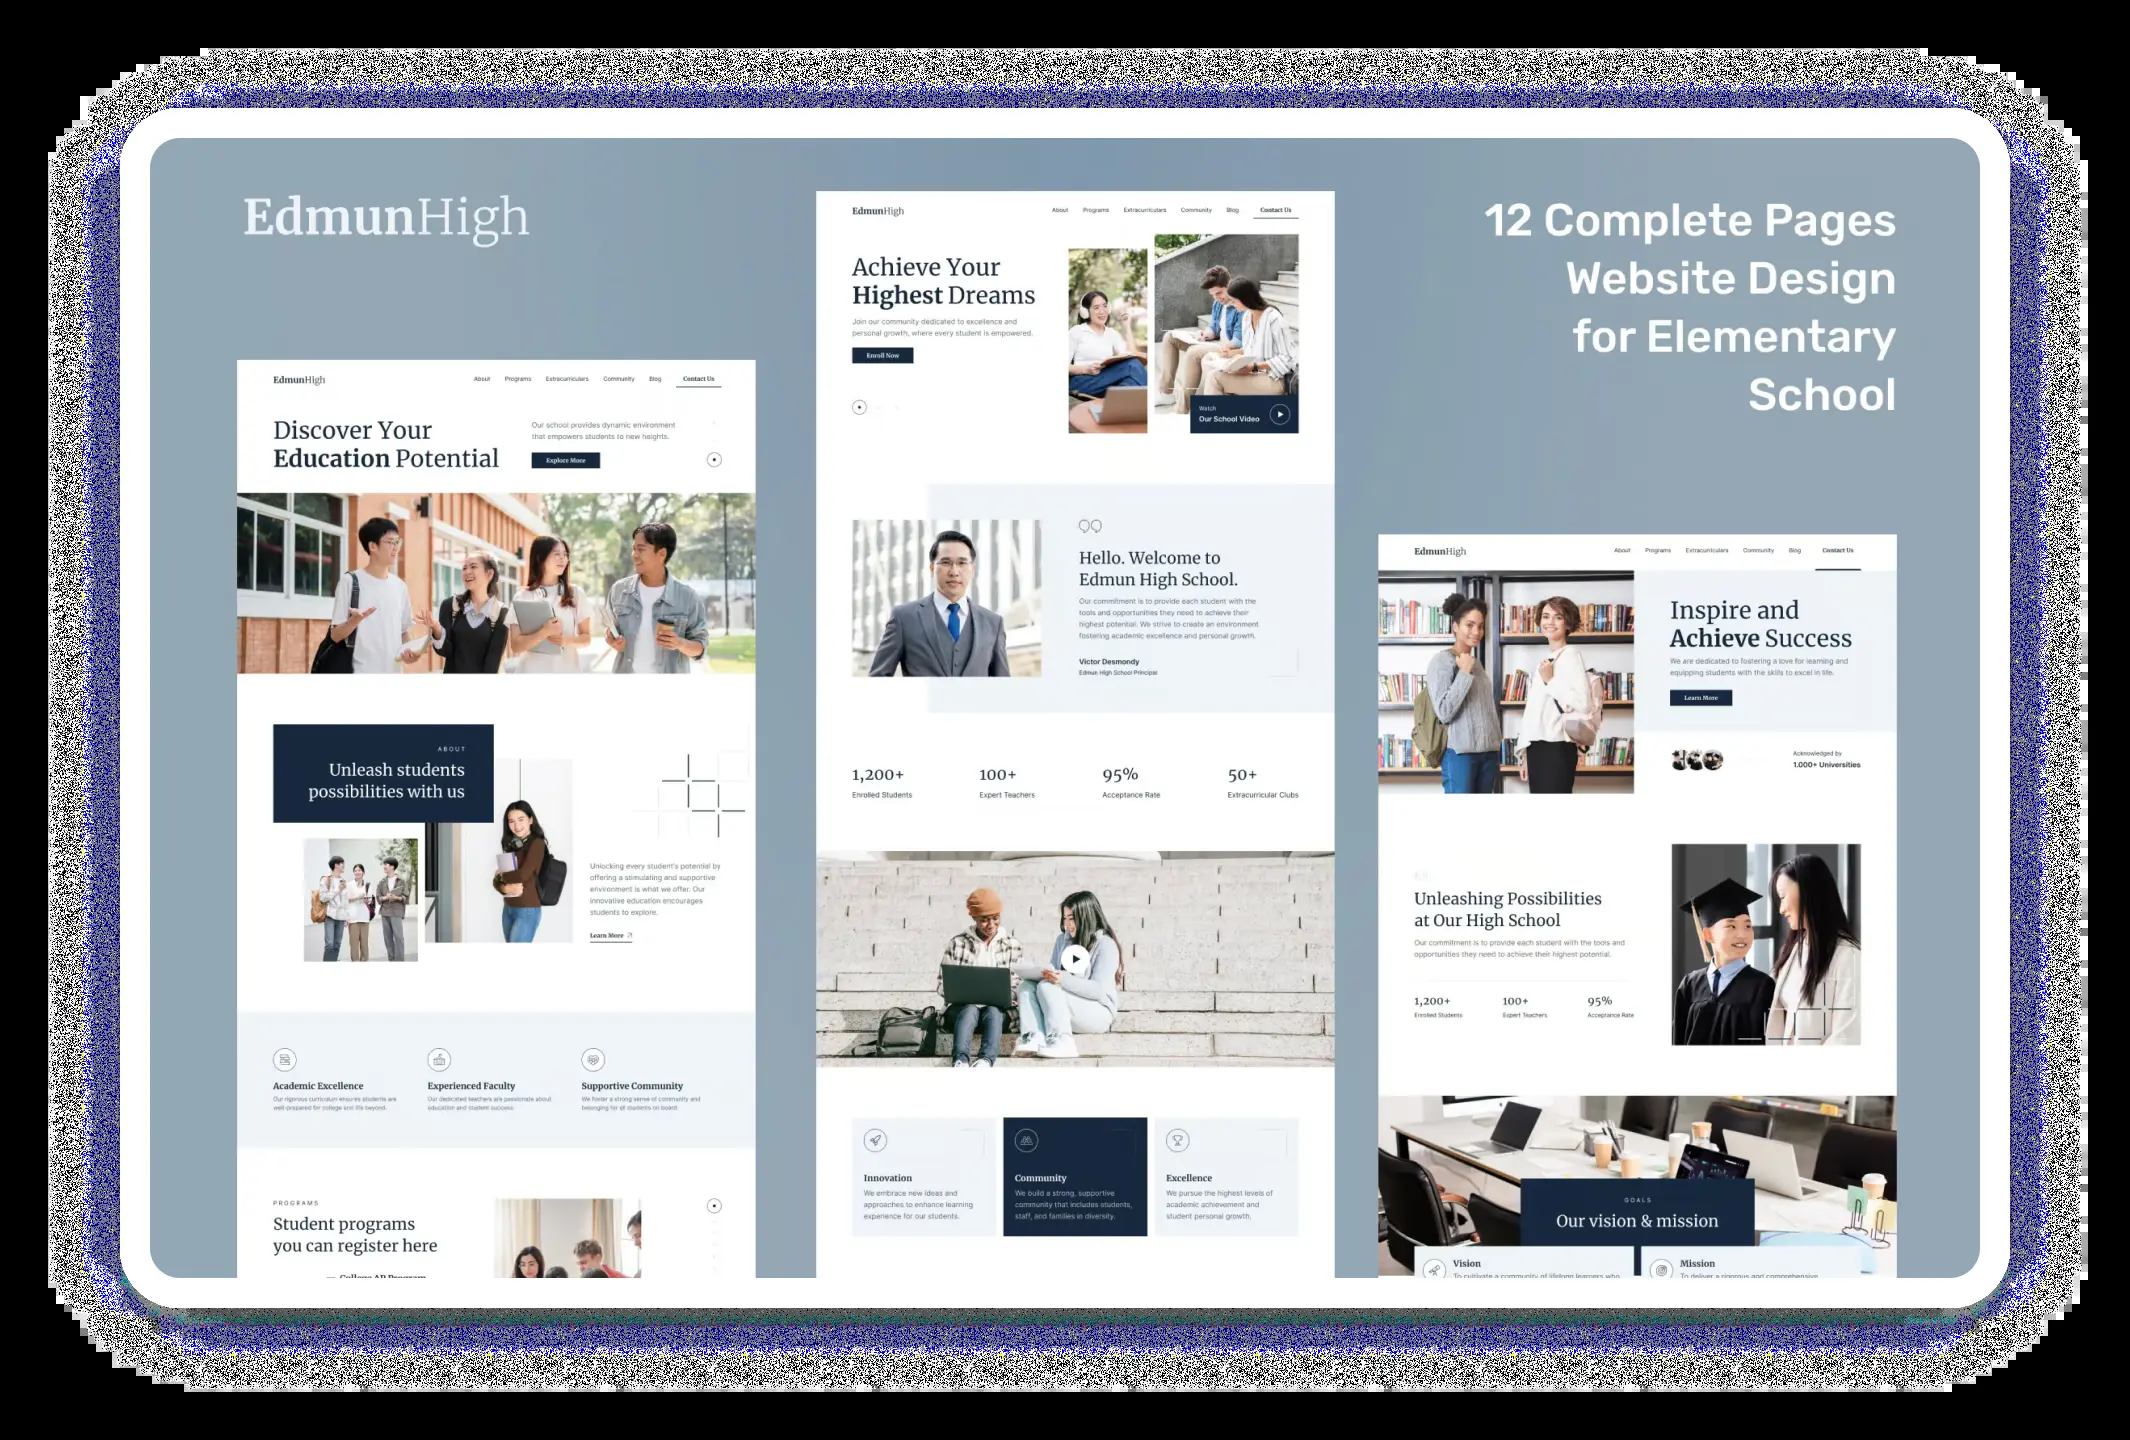 EdmunHigh
12 Complete Pages
Website Design
for Elementary
School
EdmunHigh
About
Programs
Extracurriculars
Community
Blog
Contact Us
Discover Your
Education Potential
Our school provides dynamic environment
that empowers students to new heights.
Explore More
ABOUT
Unleash students
possibilities with us
Unlocking every student's potential by
offering a stimulating and supportive
environment is what we offer. Our
innovative education encourages
students to explore.
Learn More
Academic Excellence
Our rigorous curriculum ensures students are
well-prepared for college and life beyond.
Experienced Faculty
Our dedicated teachers are passionate about
education and student success.
Supportive Community
We foster a strong sense of community and
belonging for all students on board.
PROGRAMS
Student programs
you can register here
College AP Program
EdmunHigh
About
Programs
Extracurriculars
Community
Blog
Contact Us
Achieve Your
Highest Dreams
Join our community dedicated to excellence and
personal growth, where every student is empowered.
Enroll Now
Watch
Our School Video
Hello. Welcome to
Edmun High School.
Our commitment is to provide each student with the
tools and opportunities they need to achieve their
highest potential. We strive to create an environment
fostering academic excellence and personal growth.
Victor Desmondy
Edmun High School Principal
1,200+
Enrolled Students
100+
Expert Teachers
95%
Acceptance Rate
50+
Extracurricular Clubs
Innovation
We embrace new ideas and
approaches to enhance learning
experience for our students.
Community
We build a strong, supportive
community that includes students,
staff, and families in diversity.
Excellence
We pursue the highest levels of
academic achievement and
student personal growth.
EdmunHigh
About
Programs
Extracurriculars
Community
Blog
Contact Us
Inspire and
Achieve Success
We are dedicated to fostering a love for learning and
equipping students with the skills to excel in life.
Learn More
Acknowledged by
1.000+ Universities
Unleashing Possibilities
at Our High School
Our commitment is to provide each student with the tools and
opportunities they need to achieve their highest potential.
1,200+
Enrolled Students
100+
Expert Teachers
95%
Acceptance Rate
GOALS
Our vision & mission
Vision
To cultivate a community of lifelong learners who
Mission
To deliver a rigorous and comprehensive